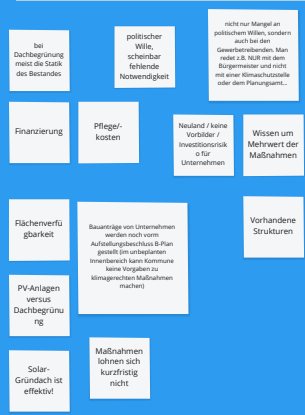 bei
Dachbegrünung
meist die Statik
des Bestandes
politischer
Wille,
scheinbar
fehlende
Notwendigkeit
nicht nur Mangel an
politischem Willen, sondern
auch bei den
Gewerbetreibenden. Man
redet z.B. NUR mit dem
Bürgermeister und nicht
mit einer Klimaschutzstelle
oder dem Planungsamt...
Finanzierung
Pflege/-
kosten
Neuland / keine
Vorbilder /
Investitionsrisik
o für
Unternehmen
Wissen um
Mehrwert der
Maßnahmen
Flächenverfü
gbarkeit
Bauanträge von Unternehmen
werden noch vorm
Aufstellungsbeschluss B-Plan
gestellt (im unbeplanten
Innenbereich kann Kommune
keine Vorgaben zu
klimagerechten Maßnahmen
machen)
Vorhandene
Strukturen
PV-Anlagen
versus
Dachbegrünu
ng
Solar-
Gründach ist
effektiv!
Maßnahmen
lohnen sich
kurzfristig
nicht